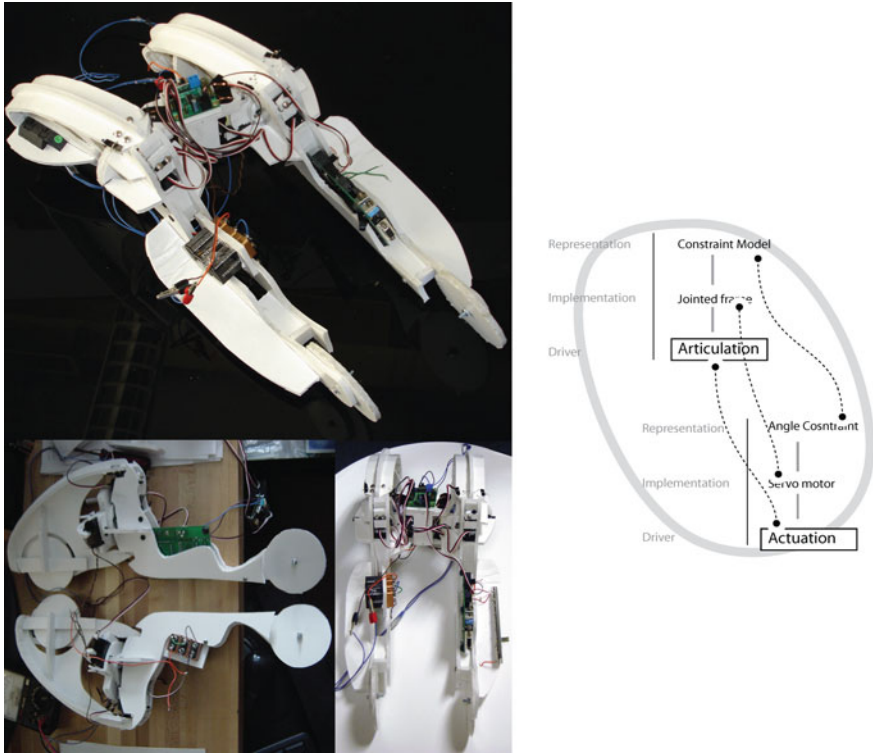 Representation Constraint Model
Implementation Jointed frame
Driver Articulation
Representation Angle Cosntraint
Implementation Servo motor
Driver Actuation